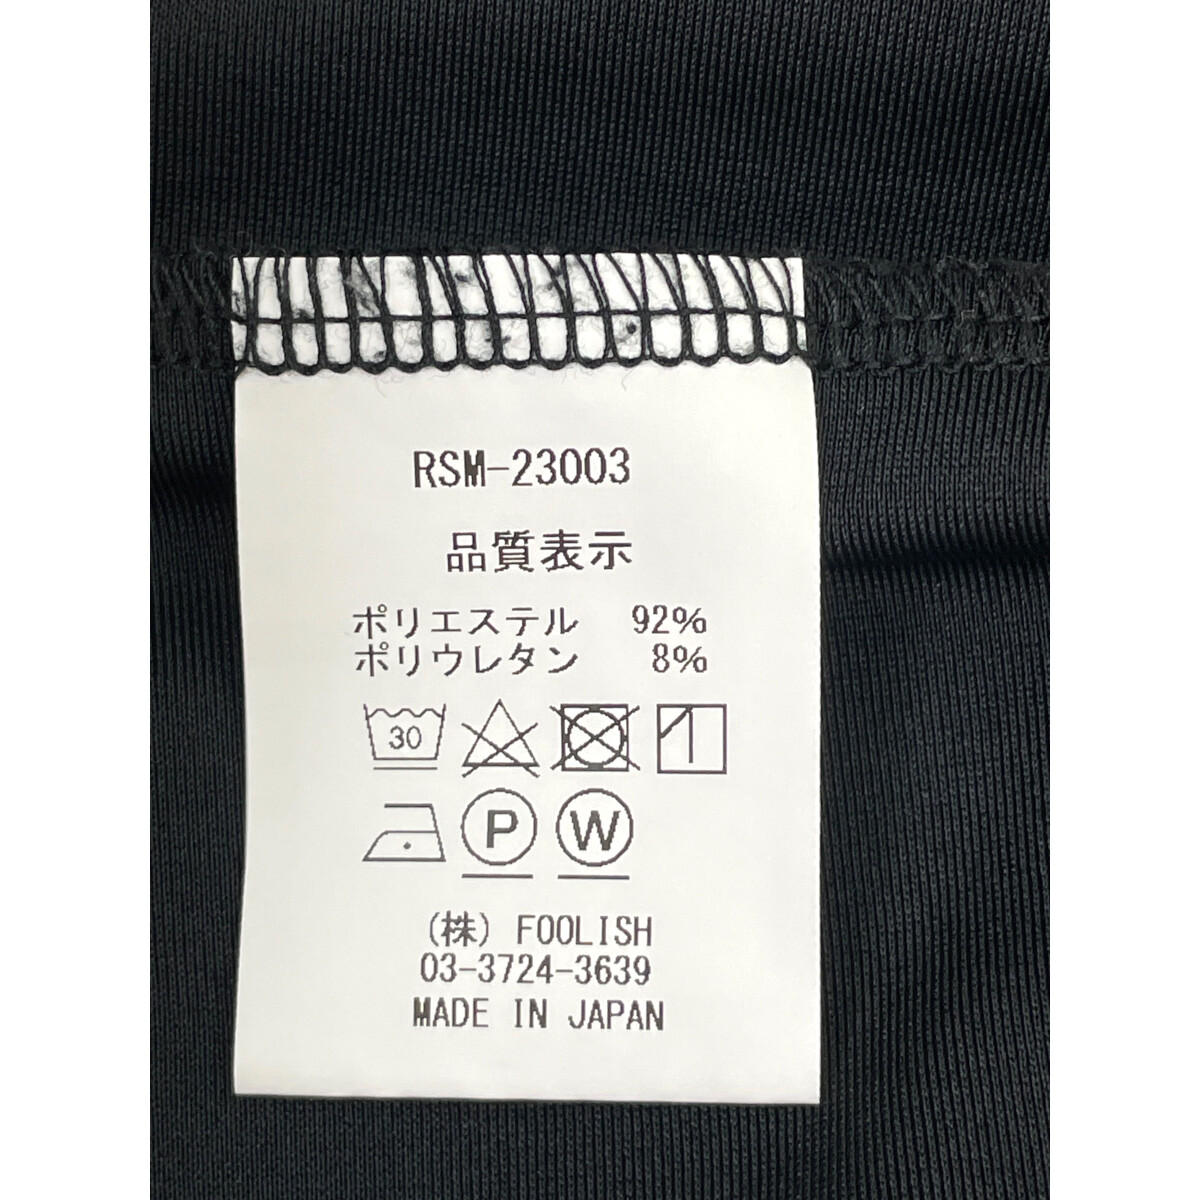 RSM-23003
品質表示
ポリエステル 92%
ポリウレタン 8%
30
P W
(株) FOOLISH
03-3724-3639
MADE IN JAPAN